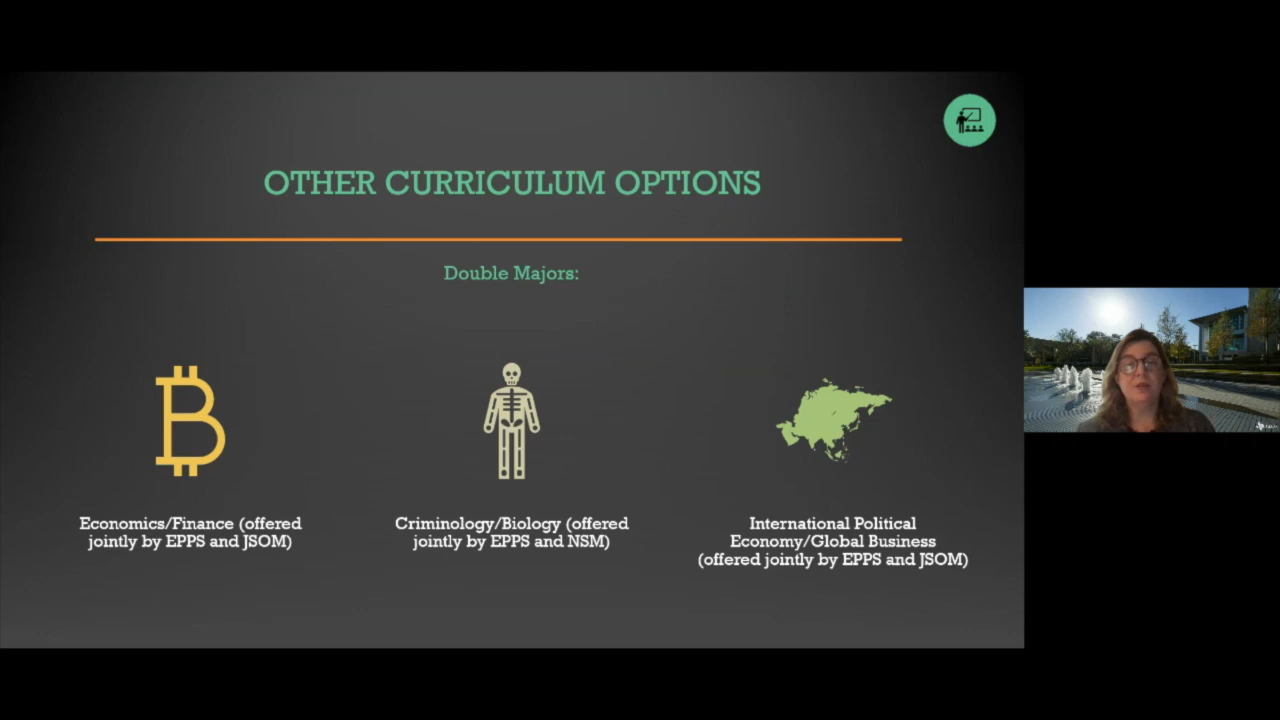 OTHER CURRICULUM OPTIONS
Double Majors:
Economics/Finance (offered
jointly by EPPS and JSOM)
Criminology/Biology (offered
jointly by EPPS and NSM)
International Political
Economy/Global Business
(offered jointly by EPPS and JSOM)